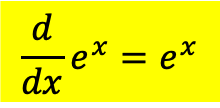 d/dx eˣ = eˣ